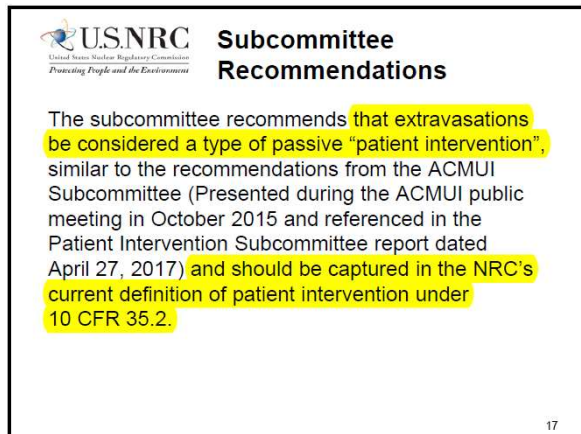 U.S.NRC
United States Nuclear Regulatory Commission
Protecting People and the Environment
Subcommittee
Recommendations
The subcommittee recommends that extravasations
be considered a type of passive “patient intervention”,
similar to the recommendations from the ACMUI
Subcommittee (Presented during the ACMUI public
meeting in October 2015 and referenced in the
Patient Intervention Subcommittee report dated
April 27, 2017) and should be captured in the NRC’s
current definition of patient intervention under
10 CFR 35.2.
17